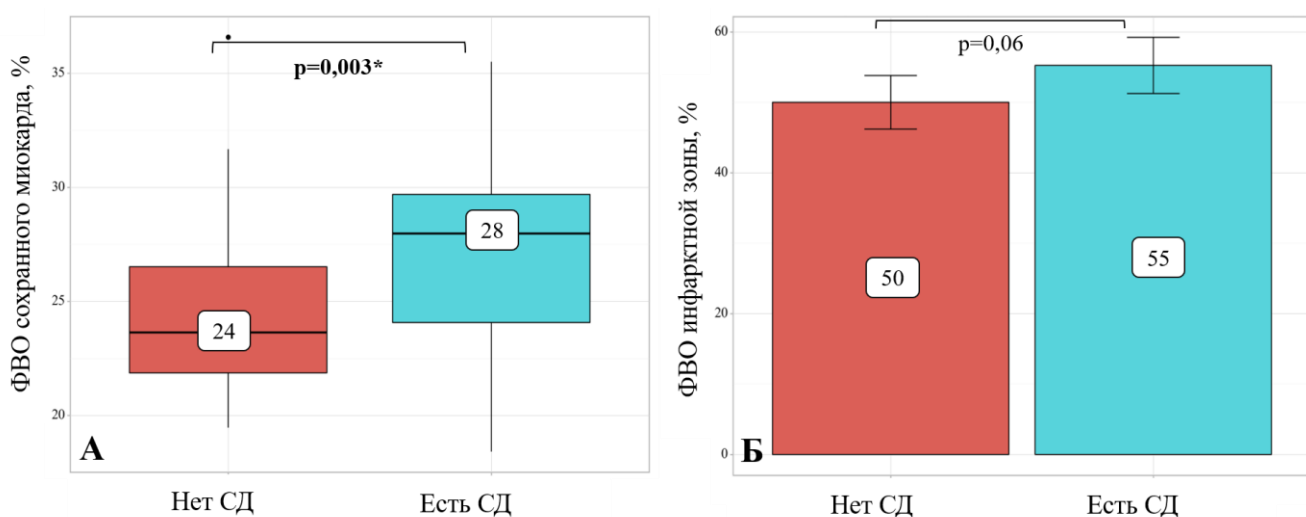 ФВО сохранного миокарда, %
35
30
25
20
p=0,003*
24
28
А
Нет СД
Есть СД
ФВО инфарктной зоны, %
60
40
20
0
p=0,06
50
55
Б
Нет СД
Есть СД